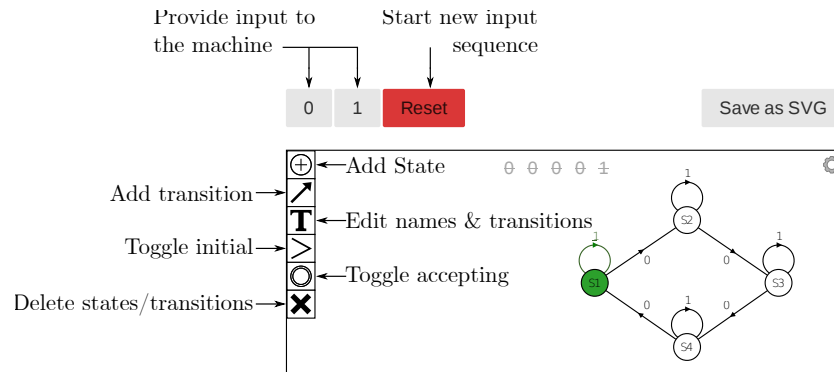 Provide input to
the machine
Start new input
sequence
0 1 Reset Save as SVG
Add State
0 0 0 0 1
Add transition
T
Edit names & transitions
Toggle initial
Toggle accepting
Delete states/transitions
1
S2
1
1
0 0
S1
S3
0 1 0
S4